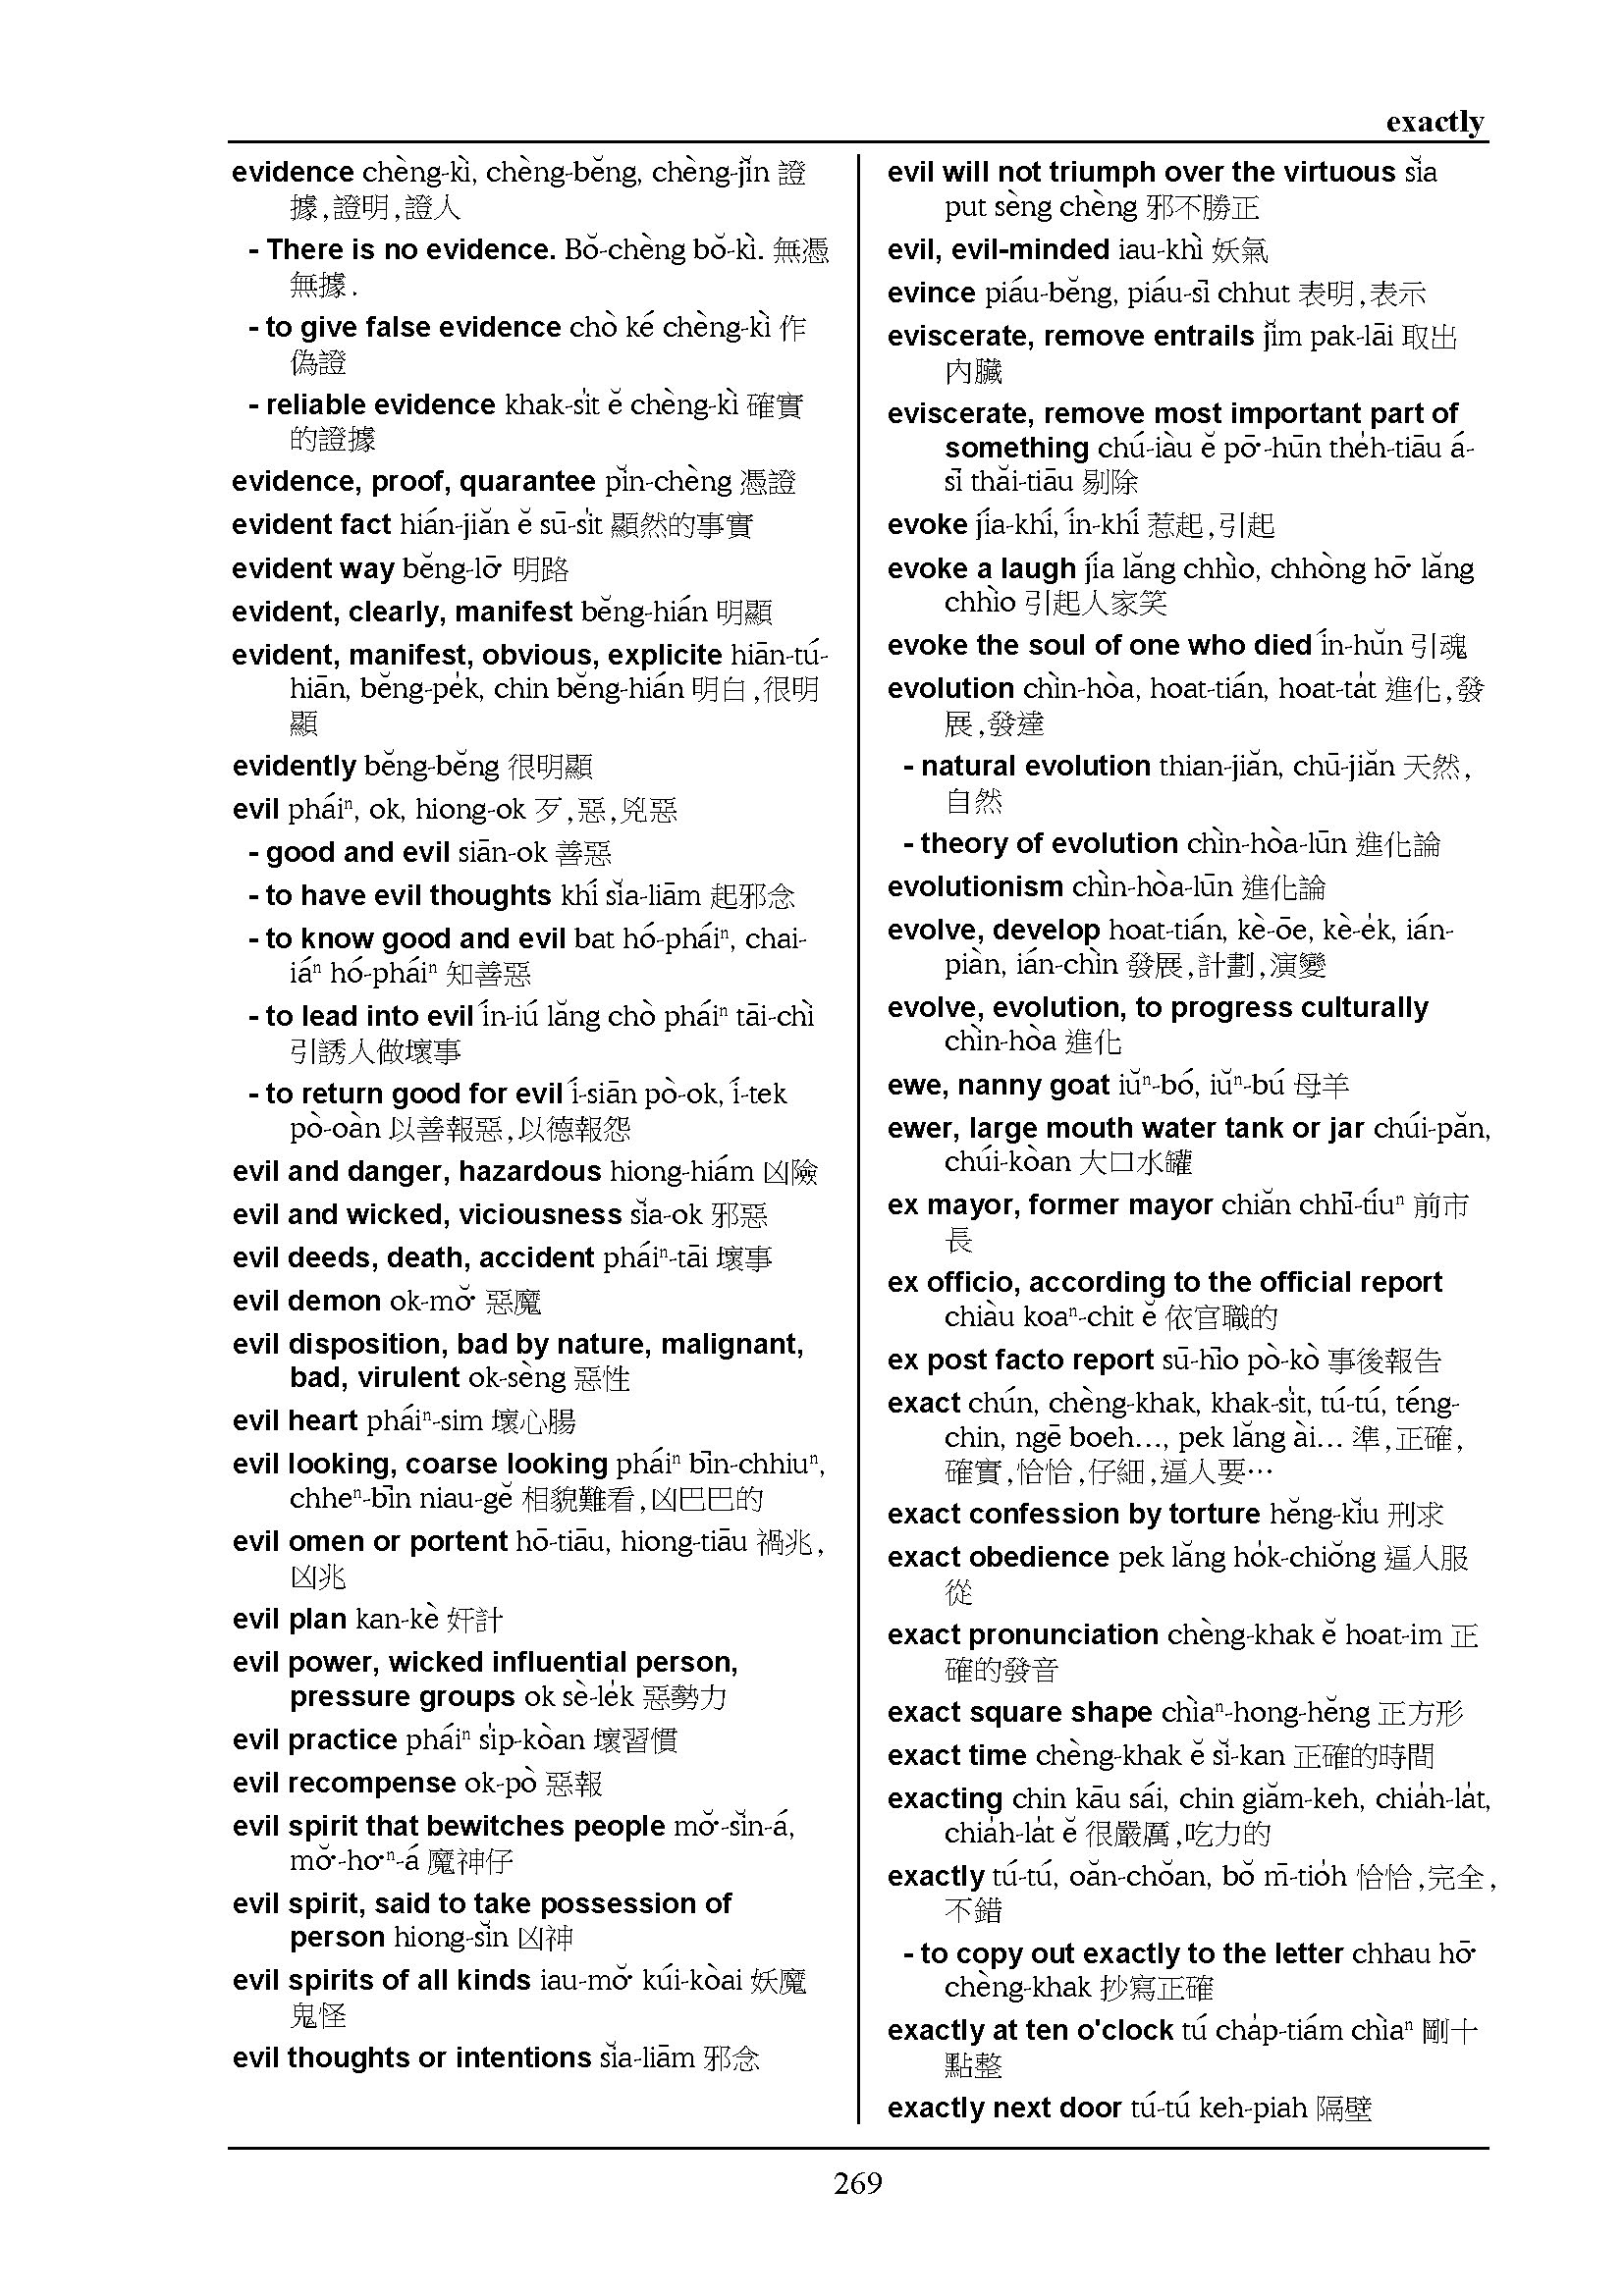 exactly
evidence chèng-kì, chèng-bĕng, chèng-jĭn 證
據,證明,證人
- There is no evidence. Bŏ-chèng bŏ-kì. 無憑
無據.
- to give false evidence chò ké chèng-kì 作
偽證
- reliable evidence khak-si̍t ĕ chèng-kì 確實
的證據
evidence, proof, quarantee pĭn-chèng 憑證
evident fact hián-jiăn ĕ sū-si̍t 顯然的事實
evident way bĕng-lō͘ 明路
evident, clearly, manifest bĕng-hián 明顯
evident, manifest, obvious, explicite hiān-tú-
hiān, bĕng-pe̍k, chin bĕng-hián 明白,很明
顯
evidently bĕng-bĕng 很明顯
evil pháiⁿ, ok, hiong-ok 歹,惡,兇惡
- good and evil siān-ok 善惡
- to have evil thoughts khí sĭa-liām 起邪念
- to know good and evil bat hó-pháiⁿ, chai-
iáⁿ hó-pháiⁿ 知善惡
- to lead into evil ín-iú lăng chò pháiⁿ tāi-chì
引誘人做壞事
- to return good for evil í-siān pò-ok, í-tek
pò-oàn 以善報惡,以德報怨
evil and danger, hazardous hiong-hiám 凶險
evil and wicked, viciousness sĭa-ok 邪惡
evil deeds, death, accident pháiⁿ-tāi 壞事
evil demon ok-mŏ͘ 惡魔
evil disposition, bad by nature, malignant,
bad, virulent ok-sèng 惡性
evil heart pháiⁿ-sim 壞心腸
evil looking, coarse looking pháiⁿ bīn-chhiuⁿ,
chheⁿ-bīn niau-gĕ 相貌難看,凶巴巴的
evil omen or portent hō-tiāu, hiong-tiāu 禍兆,
凶兆
evil plan kan-kè 奸計
evil power, wicked influential person,
pressure groups ok sè-le̍k 惡勢力
evil practice pháiⁿ si̍p-kòan 壞習慣
evil recompense ok-pò 惡報
evil spirit that bewitches people mŏ͘-sĭn-á,
mŏ͘-ho͘ⁿ-á 魔神仔
evil spirit, said to take possession of
person hiong-sĭn 凶神
evil spirits of all kinds iau-mŏ͘ kúi-kòai 妖魔
鬼怪
evil thoughts or intentions sĭa-liām 邪念
evil will not triumph over the virtuous sĭa
put sèng chèng 邪不勝正
evil, evil-minded iau-khì 妖氣
evince piáu-bĕng, piáu-sī chhut 表明,表示
eviscerate, remove entrails jĭm pak-lāi 取出
內臟
eviscerate, remove most important part of
something chú-iàu ĕ pō͘-hūn the̍h-tiāu á-
sī thăi-tiāu 剔除
evoke jía-khí, ín-khí 惹起,引起
evoke a laugh jía lăng chhìo, chhòng hō͘ lăng
chhìo 引起人家笑
evoke the soul of one who died ín-hŭn 引魂
evolution chìn-hòa, hoat-tián, hoat-ta̍t 進化,發
展,發達
- natural evolution thian-jiăn, chū-jiăn 天然,
自然
- theory of evolution chìn-hòa-lūn 進化論
evolutionism chìn-hòa-lūn 進化論
evolve, develop hoat-tián, kè-ōe, kè-e̍k, ián-
piàn, ián-chìn 發展,計劃,演變
evolve, evolution, to progress culturally
chìn-hòa 進化
ewe, nanny goat iŭⁿ-bó, iŭⁿ-bú 母羊
ewer, large mouth water tank or jar chúi-păn,
chúi-kòan 大口水罐
ex mayor, former mayor chiăn chhī-tíuⁿ 前市
長
ex officio, according to the official report
chiàu koaⁿ-chit ĕ 依官職的
ex post facto report sū-hīo pò-kò 事後報告
exact chún, chèng-khak, khak-si̍t, tú-tú, téng-
chin, ngē boeh..., pek lăng ài... 準,正確,
確實,恰恰,仔細,逼人要…
exact confession by torture hĕng-kĭu 刑求
exact obedience pek lăng ho̍k-chiŏng 逼人服
從
exact pronunciation chèng-khak ĕ hoat-im 正
確的發音
exact square shape chìaⁿ-hong-hĕng 正方形
exact time chèng-khak ĕ sĭ-kan 正確的時間
exacting chin kāu sái, chin giăm-keh, chia̍h-la̍t,
chia̍h-la̍t ĕ 很嚴厲,吃力的
exactly tú-tú, oăn-chŏan, bŏ m̄-tio̍h 恰恰,完全,
不錯
- to copy out exactly to the letter chhau hō͘
chèng-khak 抄寫正確
exactly at ten o'clock tú cha̍p-tiám chìaⁿ 剛十
點整
exactly next door tú-tú keh-piah 隔壁
269